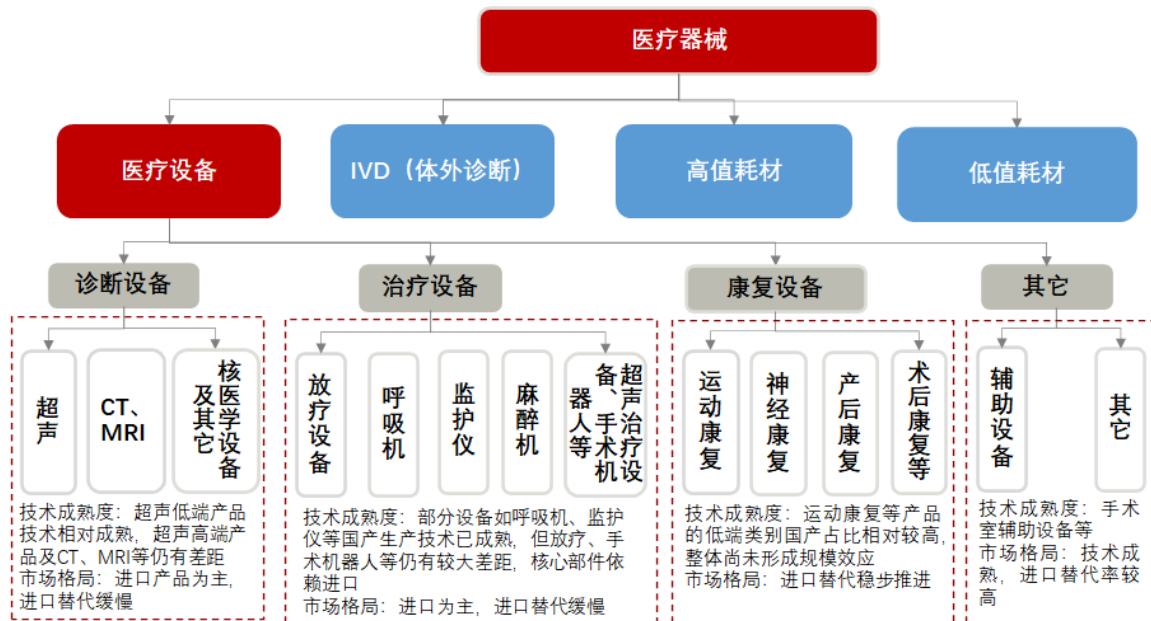 医疗器械
医疗设备
IVD（体外诊断）
高值耗材
低值耗材
诊断设备
治疗设备
康复设备
其它
超声
CT、
MRI
核医学设备
及其它
放疗设备
呼吸机
监护仪
麻醉机
超声治疗设
备、手术机
器人等
运动康复
神经康复
产后康复
术后康复等
辅助设备
其它
技术成熟度：超声低端产品
技术相对成熟，超声高端产
品及CT、MRI等仍有差距
市场格局：进口产品为主，
进口替代缓慢
技术成熟度：部分设备如呼吸机、监护
仪等国产生产技术已成熟，但放疗、手
术机器人等仍有较大差距，核心部件依
赖进口
市场格局：进口为主，进口替代缓慢
技术成熟度：运动康复等产品
的低端类别国产占比相对较高，
整体尚未形成规模效应
市场格局：进口替代稳步推进
技术成熟度：手术
室辅助设备等
市场格局：技术成
熟，进口替代率较
高